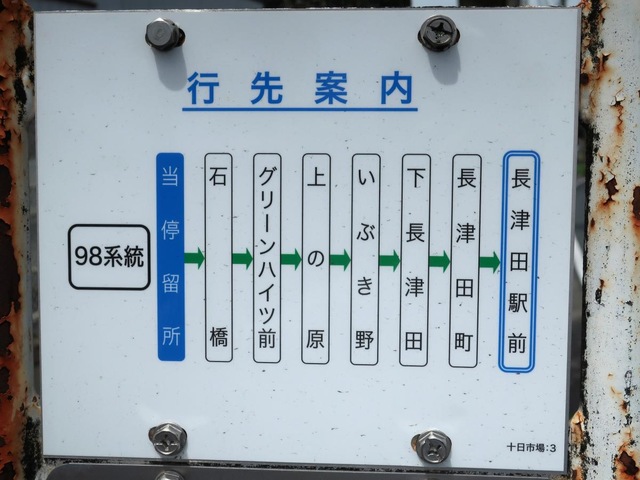 行先案内
98系統
当停留所
石橋
グリーンハイツ前
上の原
いぶき野
下長津田
長津田町
長津田駅前
十日市場:3